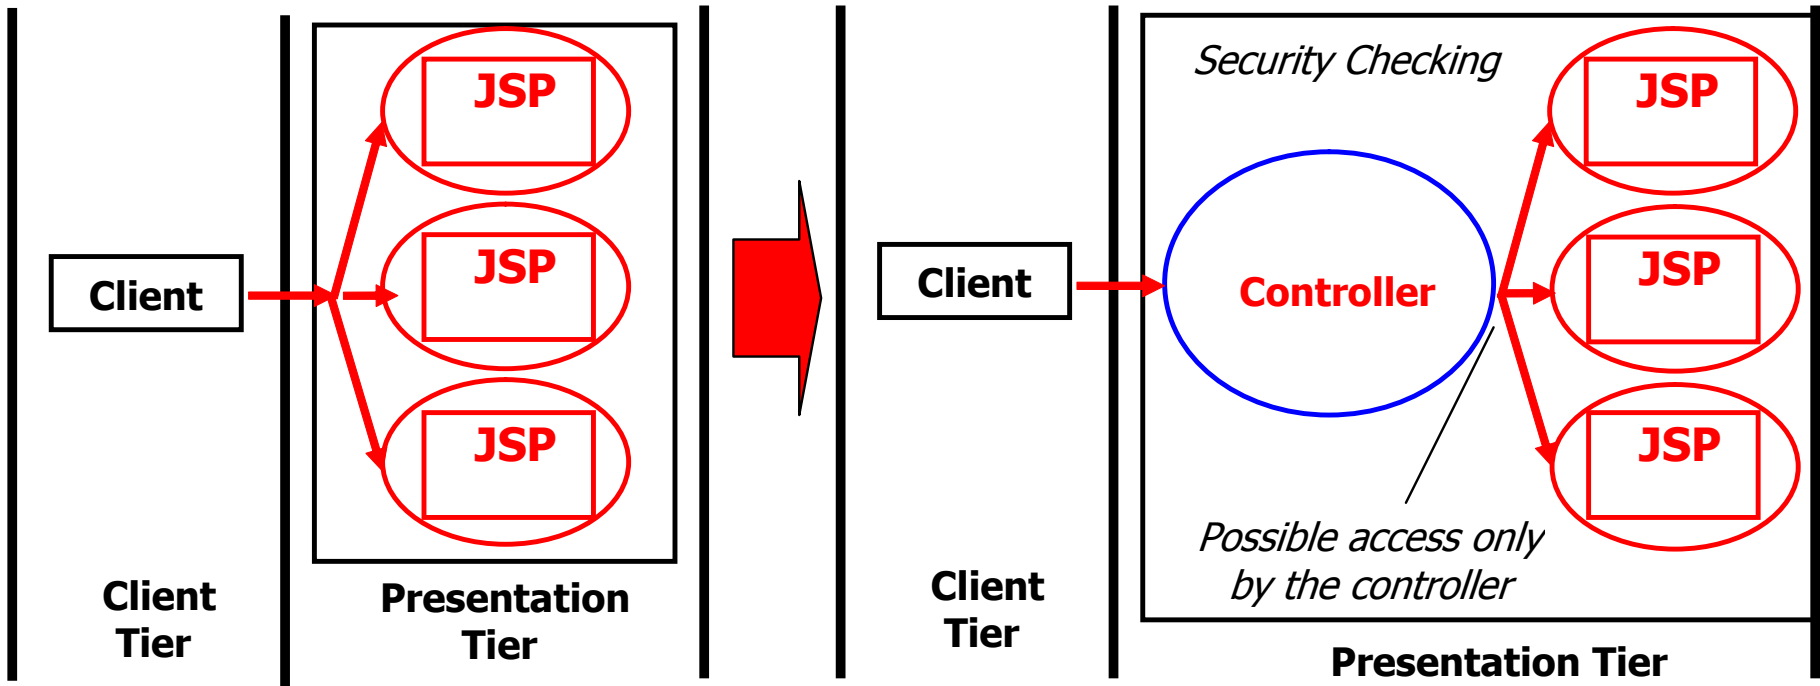 JSP
JSP
JSP
Client
Client
Tier
Presentation
Tier
Security Checking
JSP
JSP
JSP
Client
Controller
Possible access only
by the controller
Client
Tier
Presentation Tier